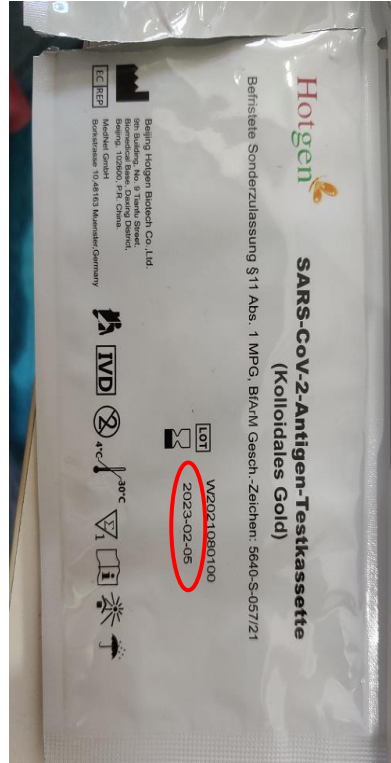 Hotgen
SARS-CoV-2-Antigen-Testkassette
(Kolloidales Gold)
Befristete Sonderzulassung §11 Abs. 1 MPG, BfArM Gesch.-Zeichen: 5640-S-057/21
LOT W2021080100
2023-02-05
Beijing Hotgen Biotech Co.,Ltd.
9th Building, No. 9 Tianfu Street,
Biomedical Base, Daxing District,
Beijing, 102600, P.R. China.
EC REP
MedNet GmbH
Borkstrasse 10,48163 Muenster,Germany
IVD
2
4°C
30°C
Σ
1
i